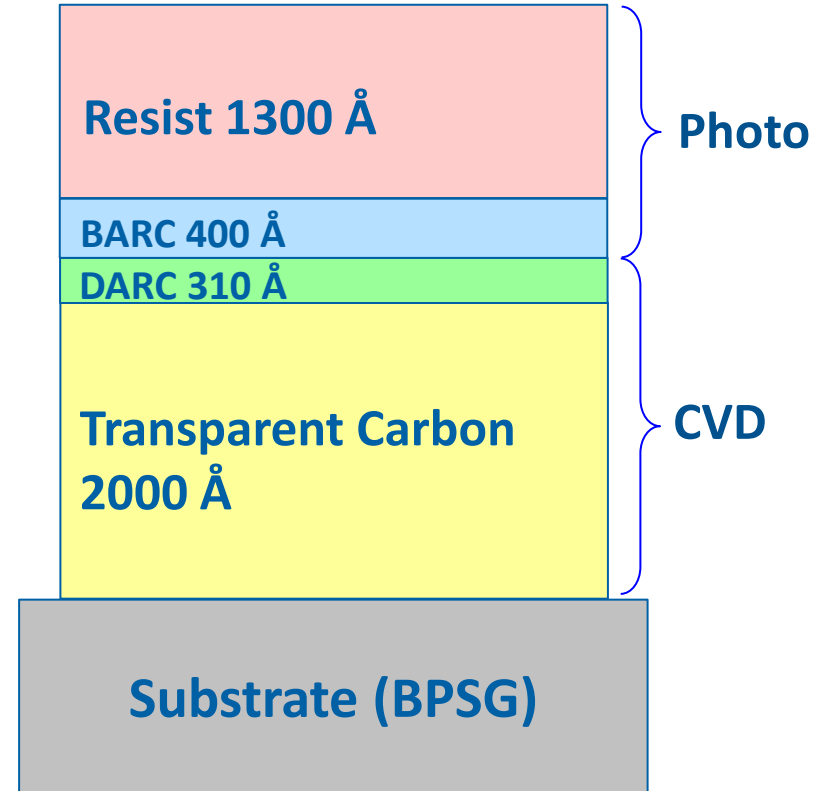 Resist 1300 Å
Photo
BARC 400 Å
DARC 310 Å
Transparent Carbon
2000 Å
CVD
Substrate (BPSG)